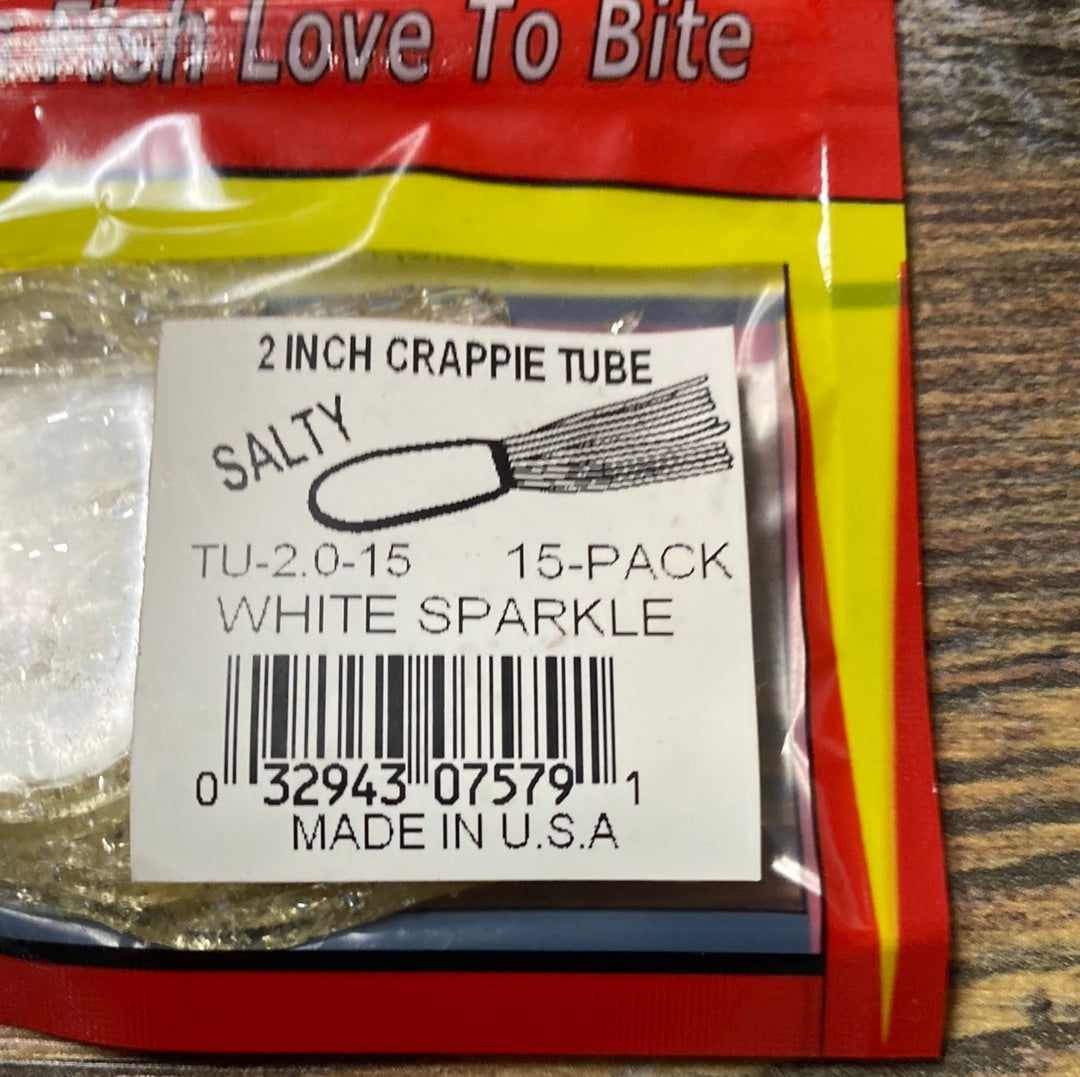 Fish Love To Bite
2 INCH CRAPPIE TUBE
SALTY
TU-2.0-15 15-PACK
WHITE SPARKLE
0 32943 07579 1
MADE IN U.S.A